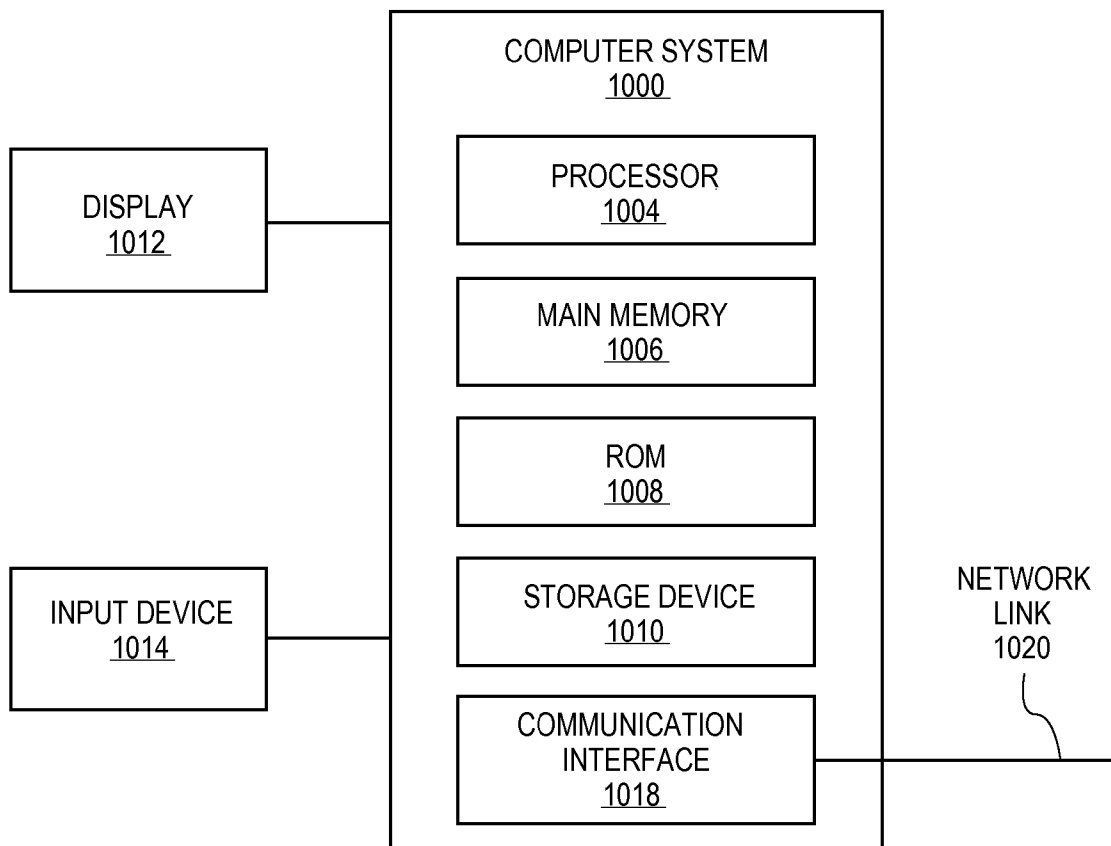 COMPUTER SYSTEM
1000
PROCESSOR
1004
DISPLAY
1012
MAIN MEMORY
1006
ROM
1008
STORAGE DEVICE
1010
INPUT DEVICE
1014
NETWORK
LINK
1020
COMMUNICATION
INTERFACE
1018